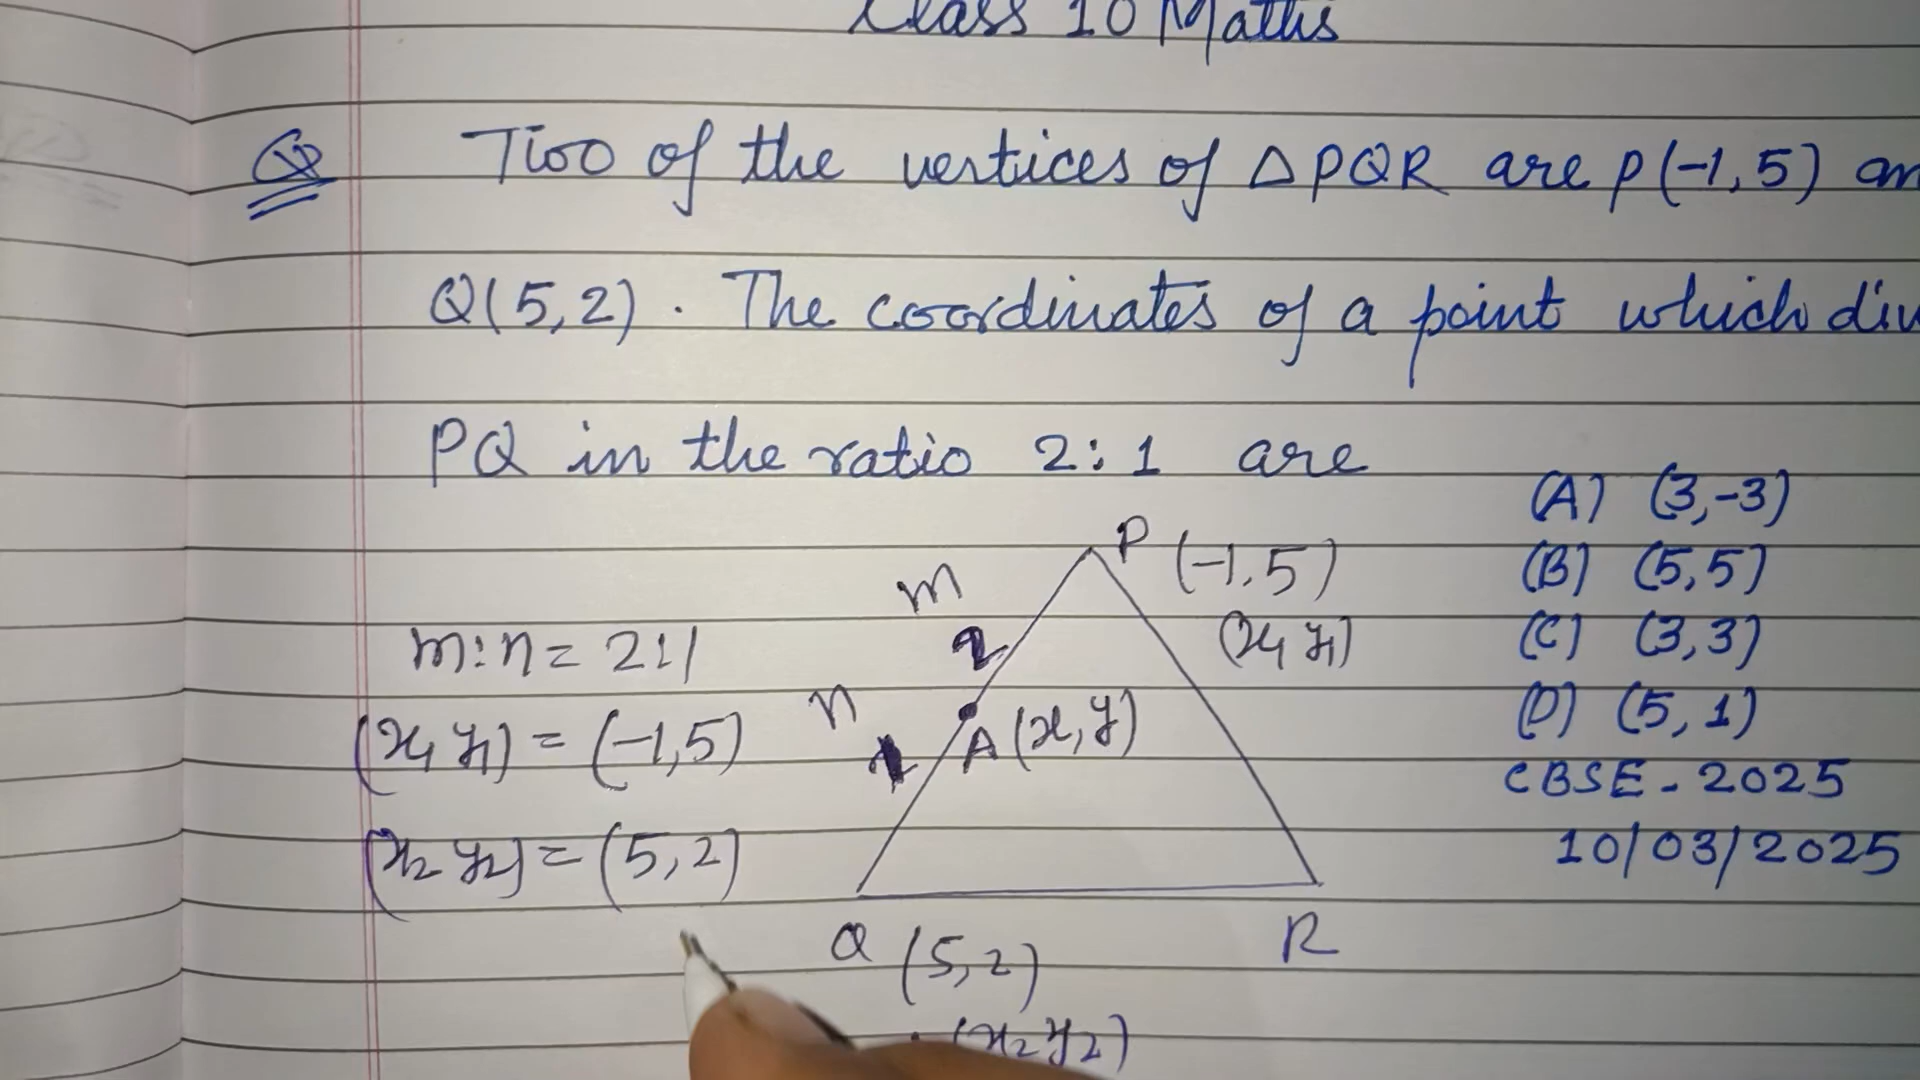 Class 10 Maths
Q Two of the vertices of △PQR are P(-1,5) an
Q(5,2). The coordinates of a point which div
PQ in the ratio 2:1 are
(A) (3,-3)
(B) (5,5)
(C) (3,3)
(D) (5,1)
CBSE-2025
10/03/2025
P (-1,5)
(x₁ y₁)
m
2
n
1
A (x,y)
Q (5,2)
(x₂ y₂)
R
m:n = 2:1
(x₁ y₁) = (-1,5)
(x₂ y₂) = (5,2)